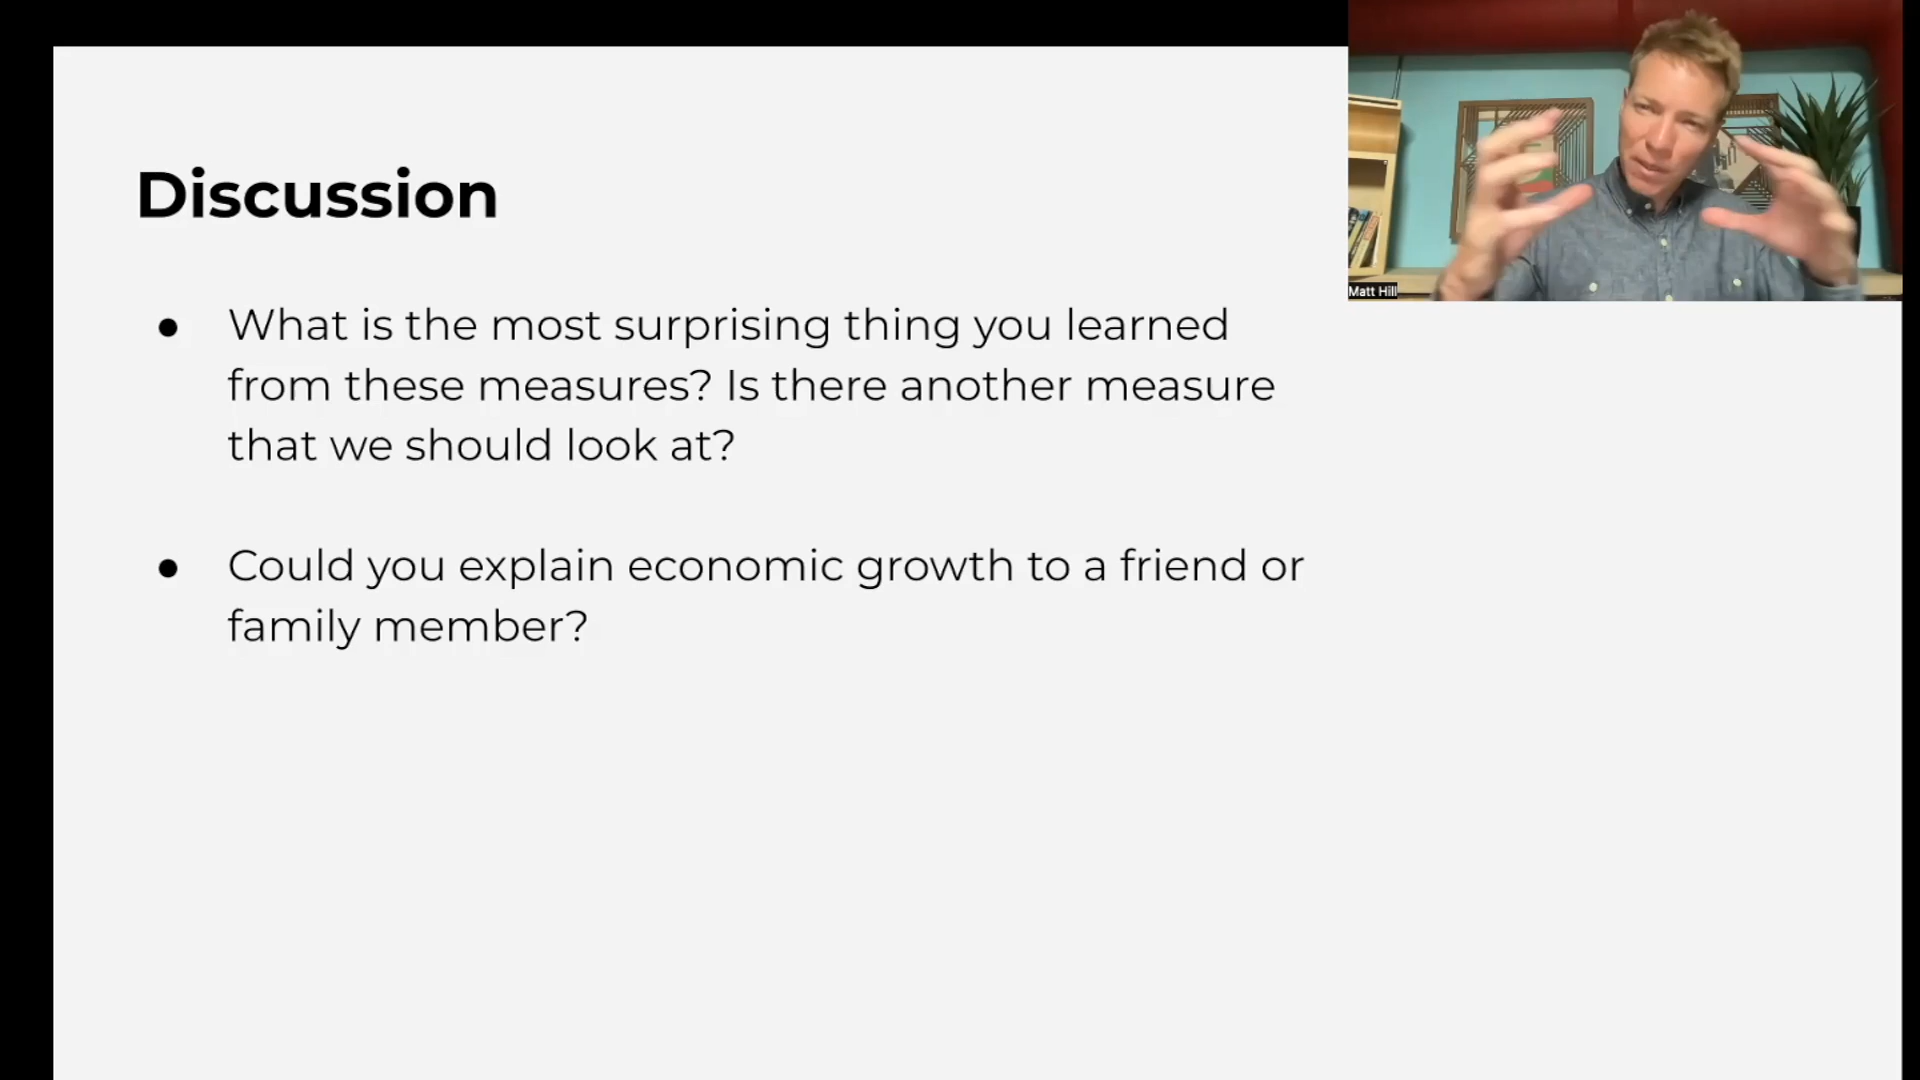 Discussion
● What is the most surprising thing you learned
from these measures? Is there another measure
that we should look at?
● Could you explain economic growth to a friend or
family member?
Matt Hill